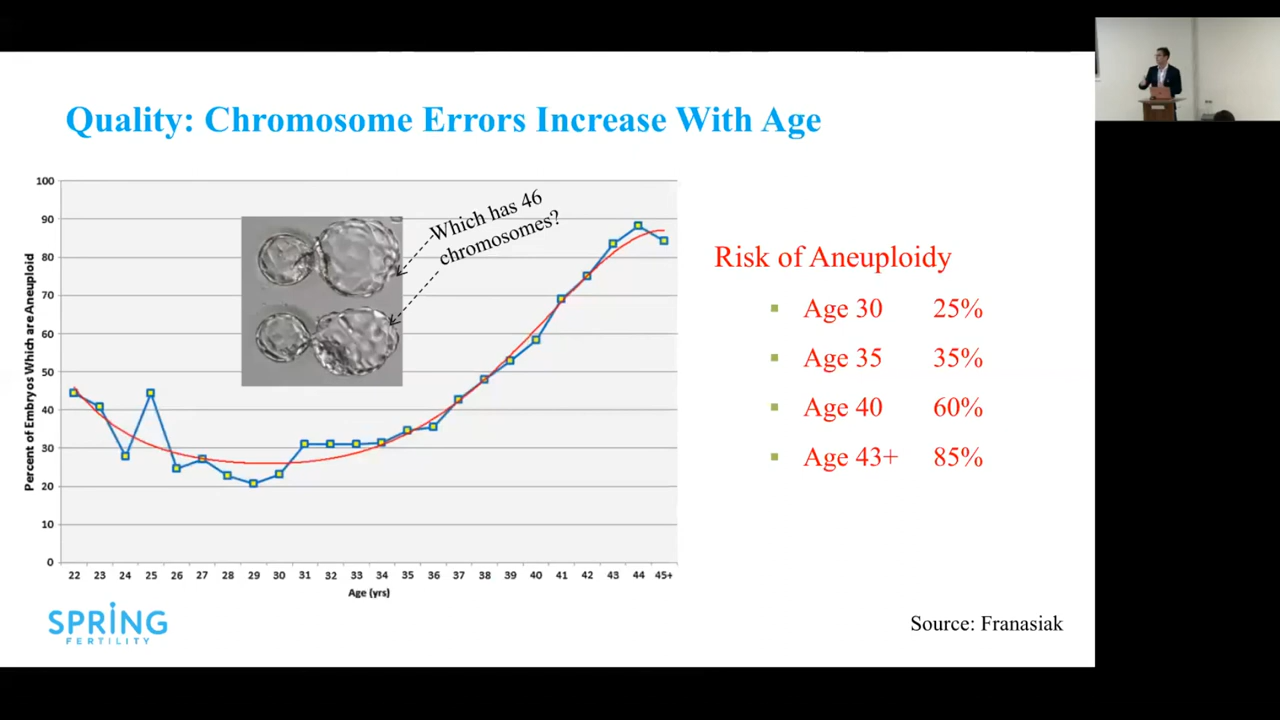 Quality: Chromosome Errors Increase With Age
Percent of Embryos Which are Aneuploid
100
90
80
70
60
50
40
30
20
10
0
Which has 46
chromosomes?
22 23 24 25 26 27 28 29 30 31 32 33 34 35 36 37 38 39 40 41 42 43 44 45+
Age (yrs)
Risk of Aneuploidy
Age 30 25%
Age 35 35%
Age 40 60%
Age 43+ 85%
SPRING
FERTILITY
Source: Franasiak